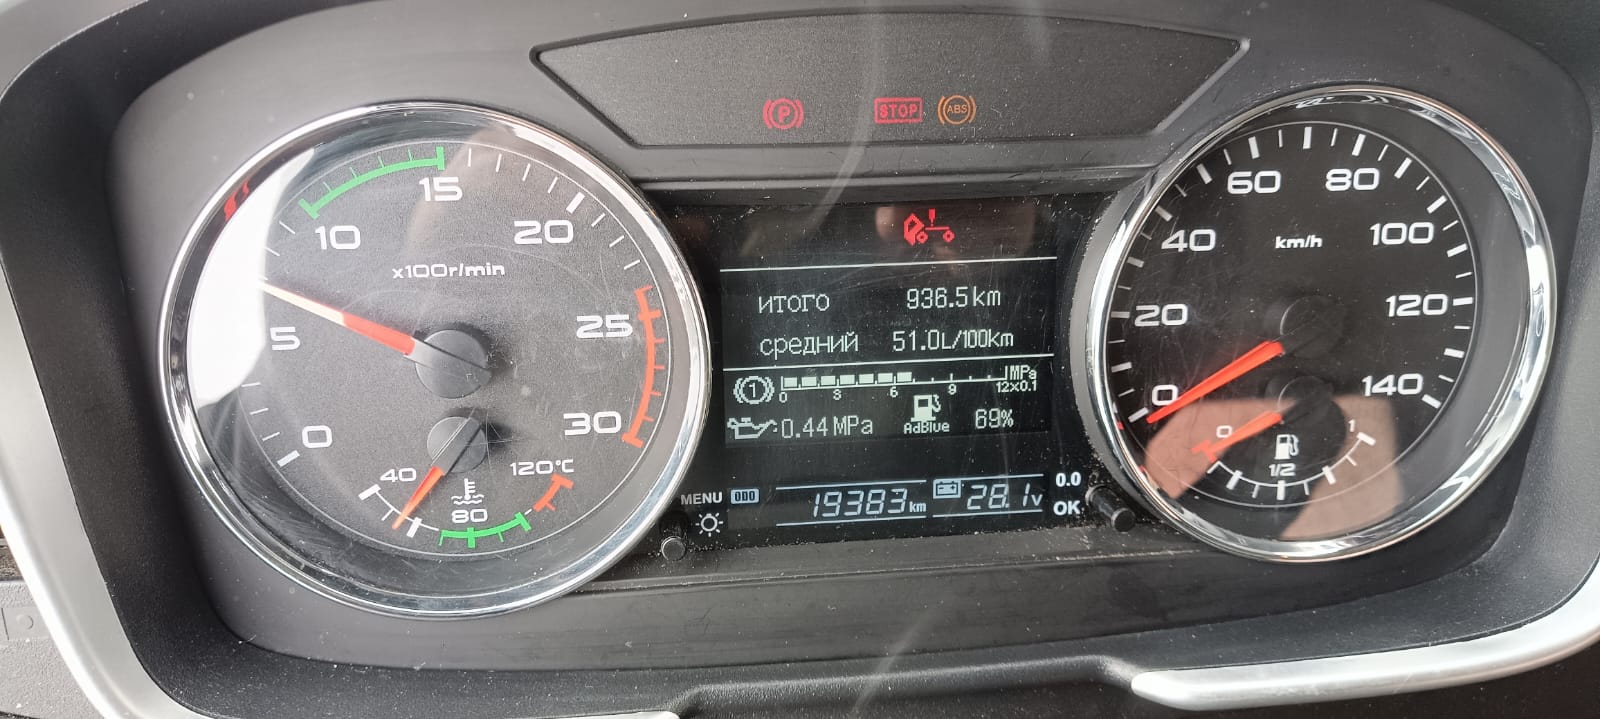 P STOP ABS
15
10 20
x100r/min
5 25
0 30
40 120°C
80
итого 936.5km
средний 51.0L/100km
1 MPa
0 3 6 9 12x0.1
0.44MPa AdBlue 69%
MENU ODO 19383km 28.1v 0.0
OK
60 80
40 km/h 100
20 120
0 140
0 1
1/2